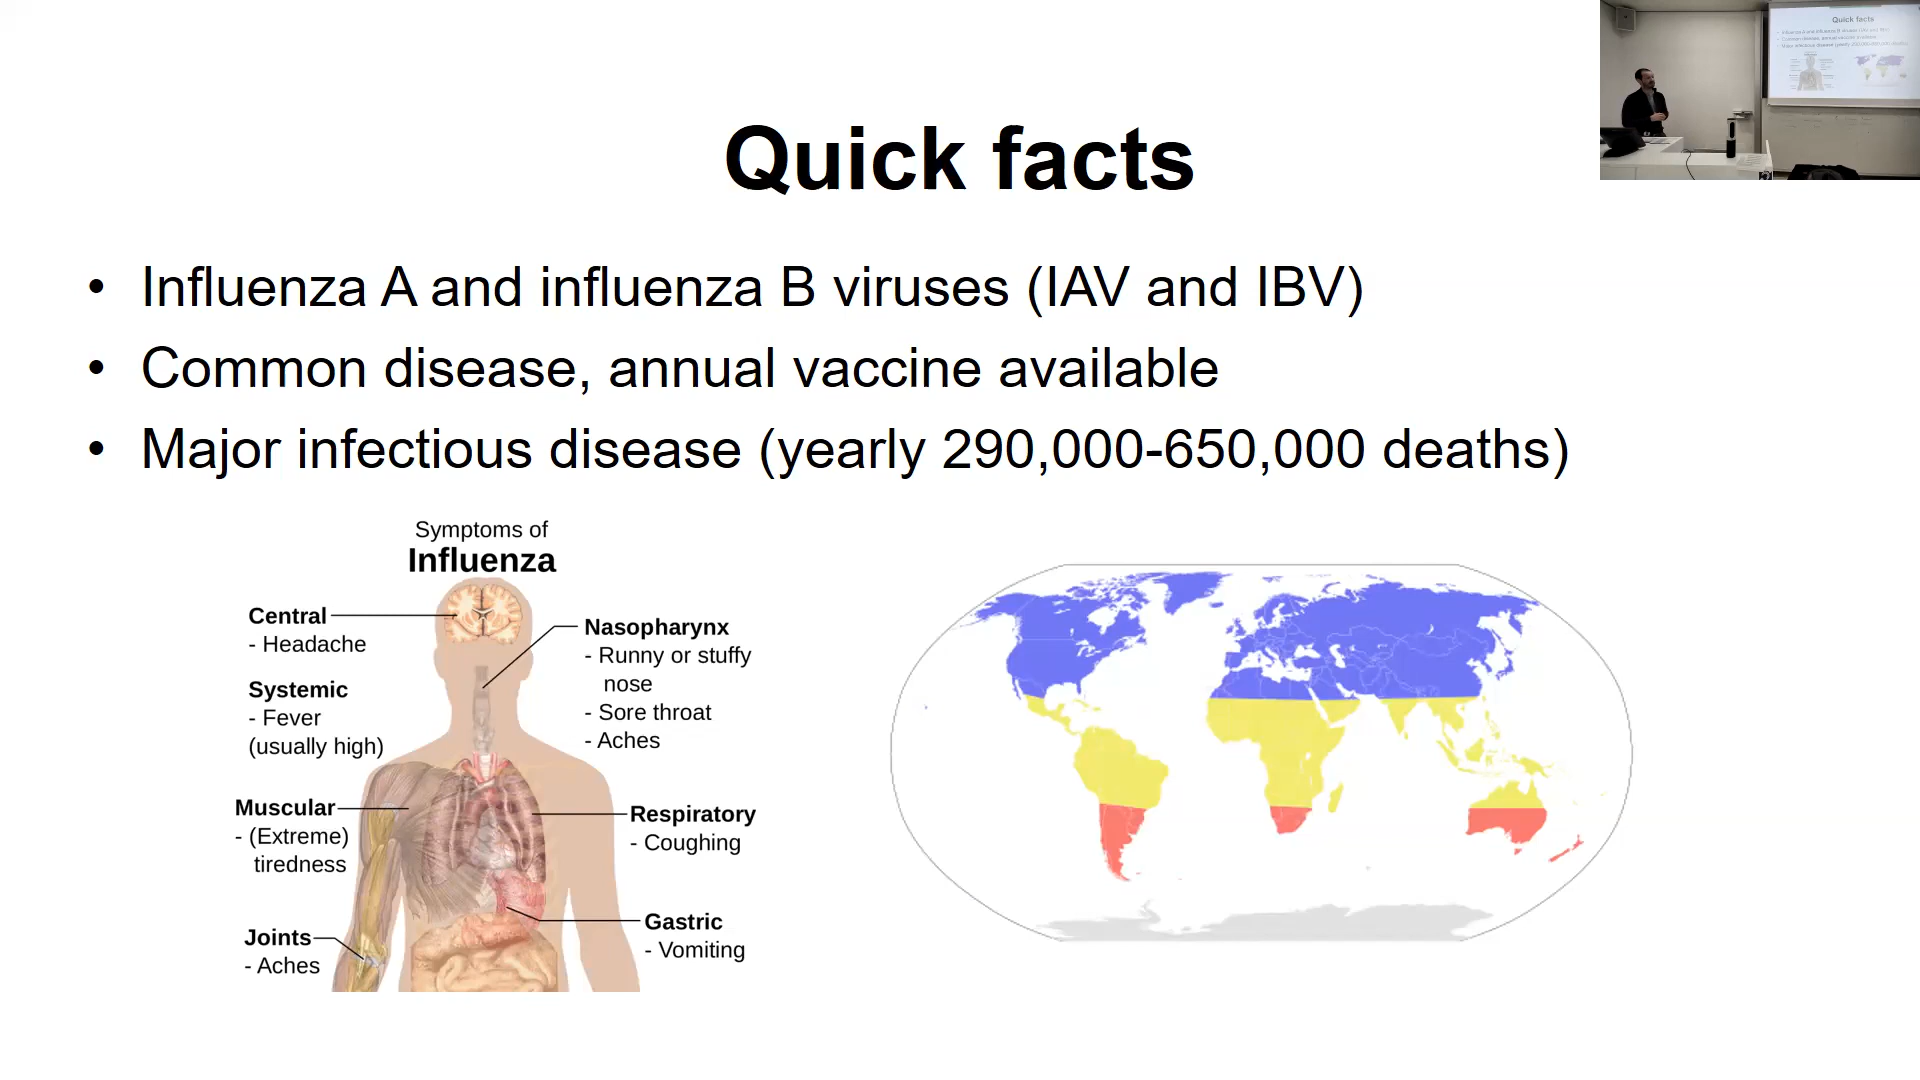 Quick facts
• Influenza A and influenza B viruses (IAV and IBV)
• Common disease, annual vaccine available
• Major infectious disease (yearly 290,000-650,000 deaths)
Symptoms of
Influenza
Central
- Headache
Systemic
- Fever
(usually high)
Muscular
- (Extreme)
tiredness
Joints
- Aches
Nasopharynx
- Runny or stuffy
nose
- Sore throat
- Aches
Respiratory
- Coughing
Gastric
- Vomiting
Quick facts